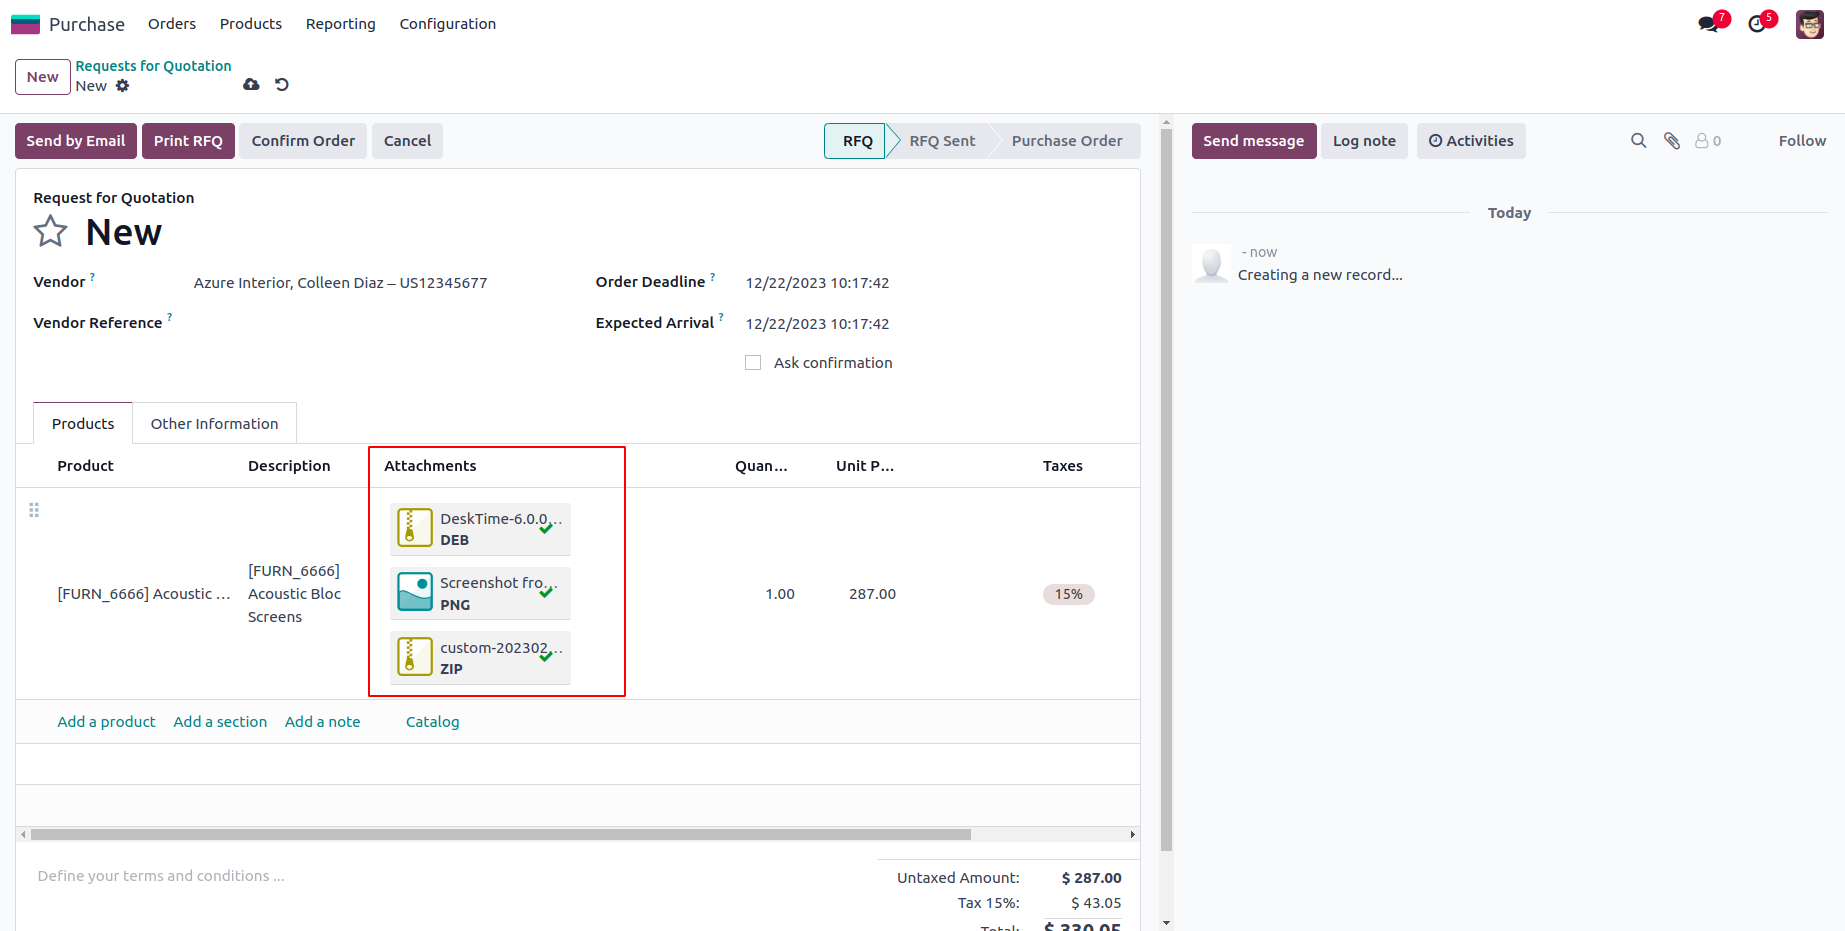 Purchase Orders Products Reporting Configuration 7 5
New Requests for Quotation
New
Send by Email Print RFQ Confirm Order Cancel RFQ RFQ Sent Purchase Order Send message Log note Activities 0 Follow
Request for Quotation
New
Today
- now
Creating a new record...
Vendor ? Azure Interior, Colleen Diaz – US12345677 Order Deadline ? 12/22/2023 10:17:42
Vendor Reference ? Expected Arrival ? 12/22/2023 10:17:42
Ask confirmation
Products Other Information
Product Description Attachments Quan... Unit P... Taxes
DeskTime-6.0.0...
DEB
Screenshot fro...
PNG
custom-202302...
ZIP
[FURN_6666] Acoustic ... [FURN_6666]
Acoustic Bloc
Screens
1.00 287.00 15%
Add a product Add a section Add a note Catalog
Define your terms and conditions ...
Untaxed Amount: $ 287.00
Tax 15%: $ 43.05
Total: $ 330.05